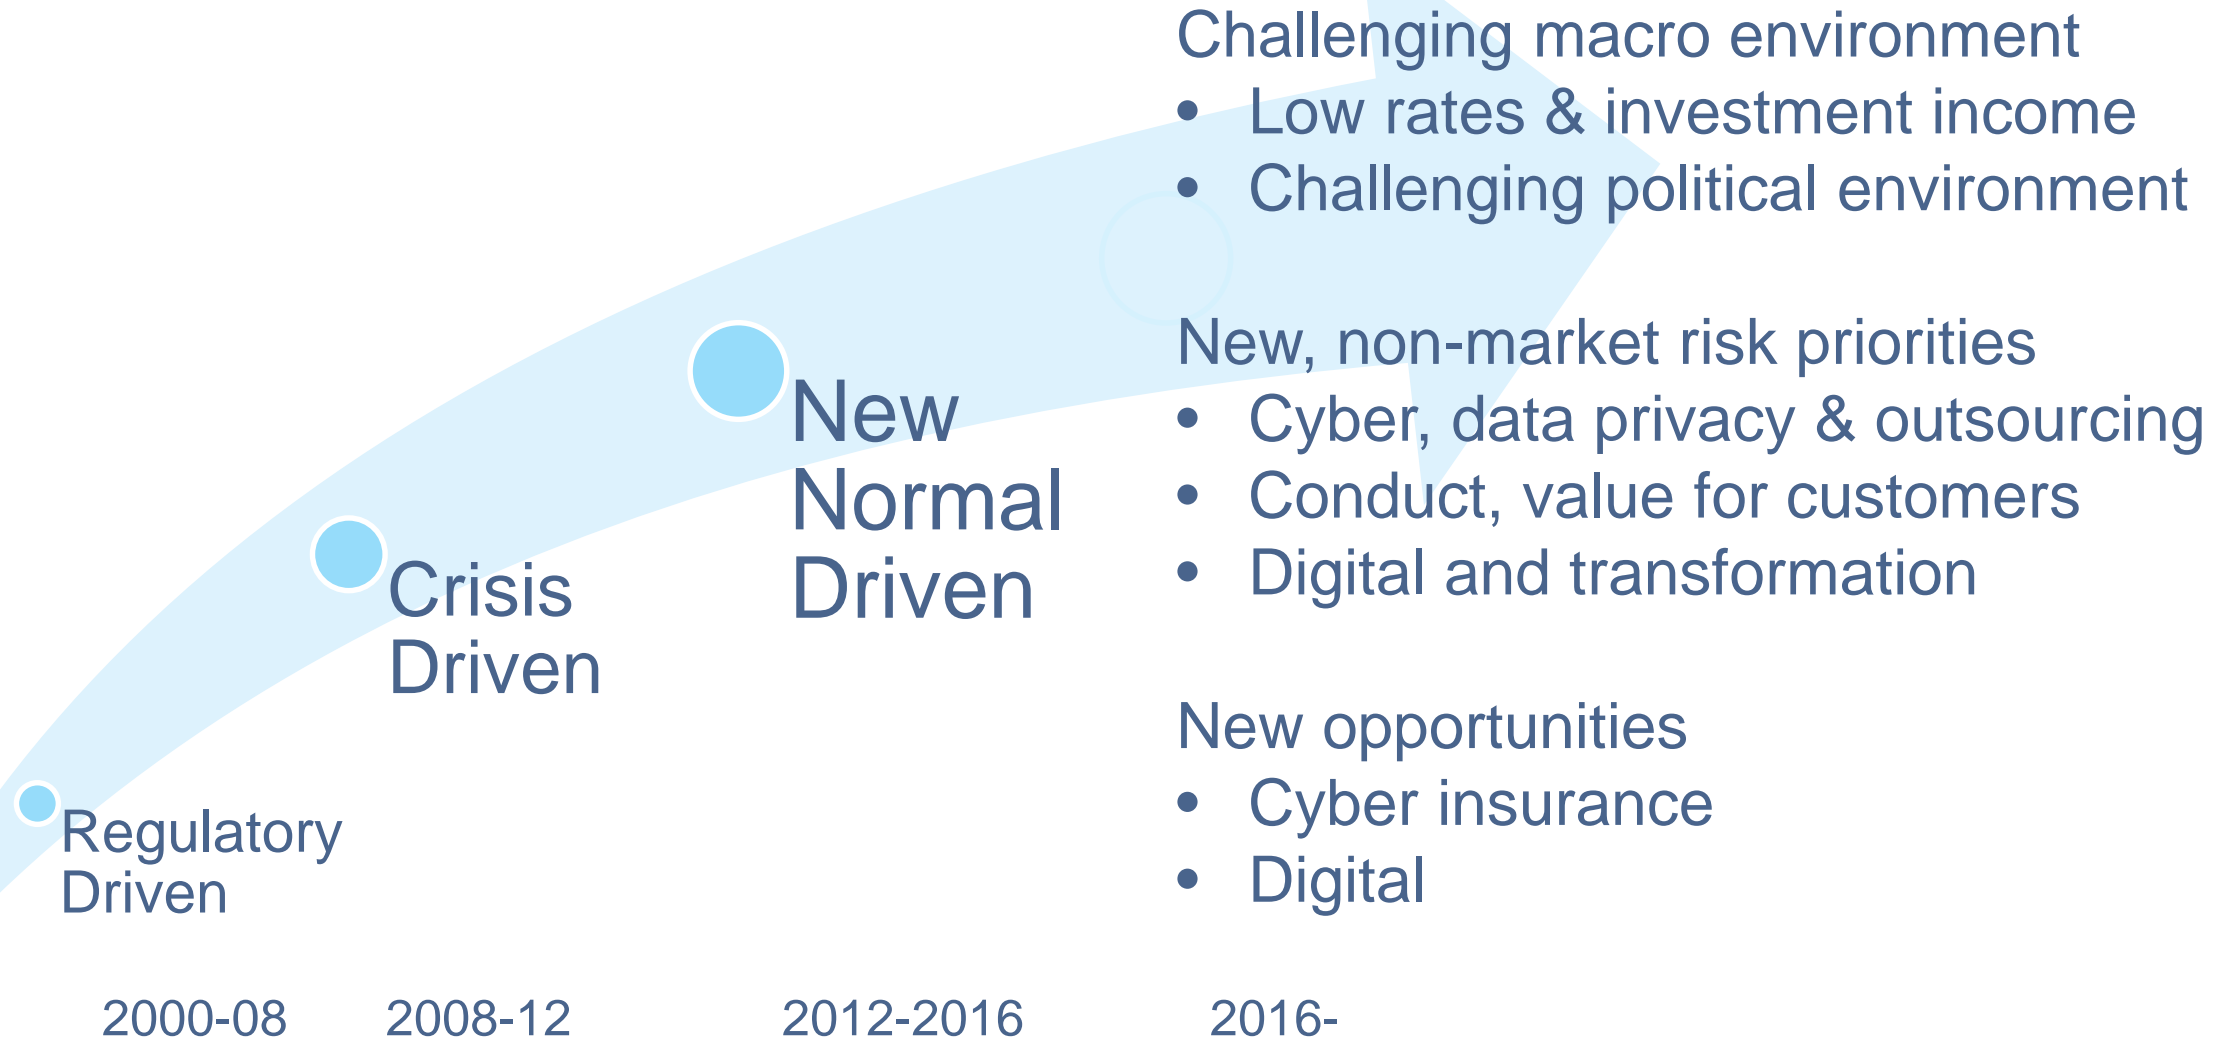 Challenging macro environment
• Low rates & investment income
• Challenging political environment
New, non-market risk priorities
• Cyber, data privacy & outsourcing
• Conduct, value for customers
• Digital and transformation
New opportunities
• Cyber insurance
• Digital
New
Normal
Driven
Crisis
Driven
Regulatory
Driven
2000-08
2008-12
2012-2016
2016-